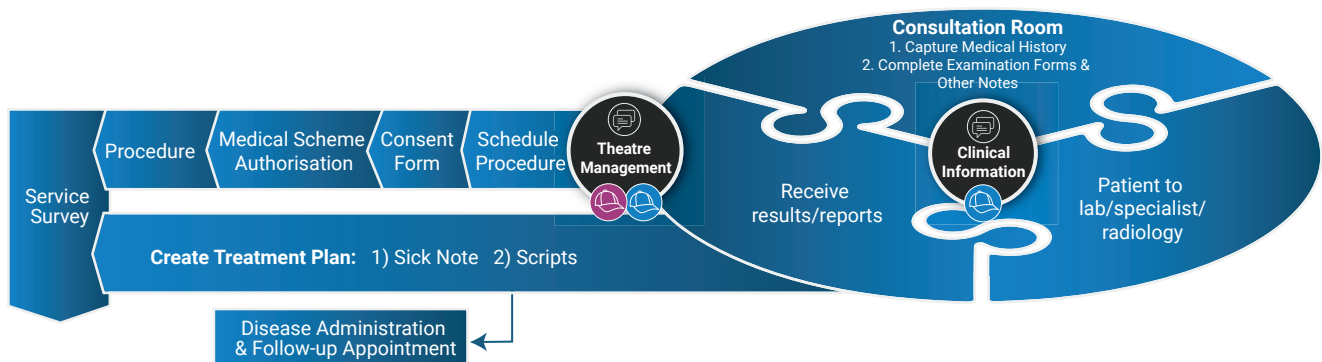 Consultation Room
1. Capture Medical History
2. Complete Examination Forms &
Other Notes
Service
Survey
Procedure
Medical Scheme
Authorisation
Consent
Form
Schedule
Procedure
Theatre
Management
Clinical
Information
Receive
results/reports
Patient to
lab/specialist/
radiology
Create Treatment Plan: 1) Sick Note 2) Scripts
Disease Administration
& Follow-up Appointment